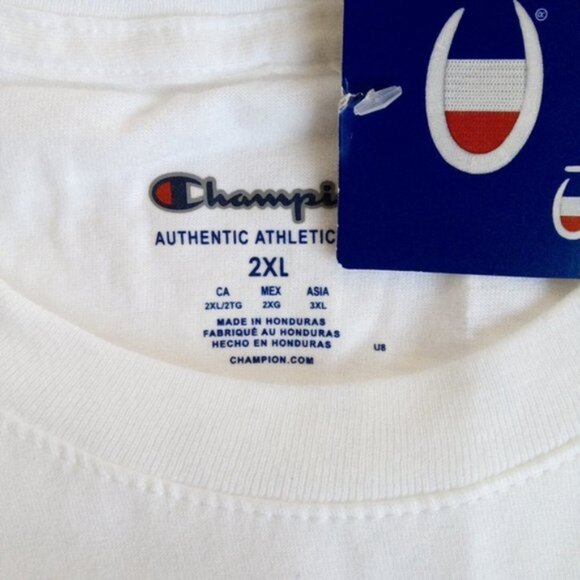 Champi
AUTHENTIC ATHLETIC
2XL
CA MEX ASIA
2XL/2TG 2XG 3XL
MADE IN HONDURAS
FABRIQUÉ AU HONDURAS
HECHO EN HONDURAS
U8
CHAMPION.COM
®